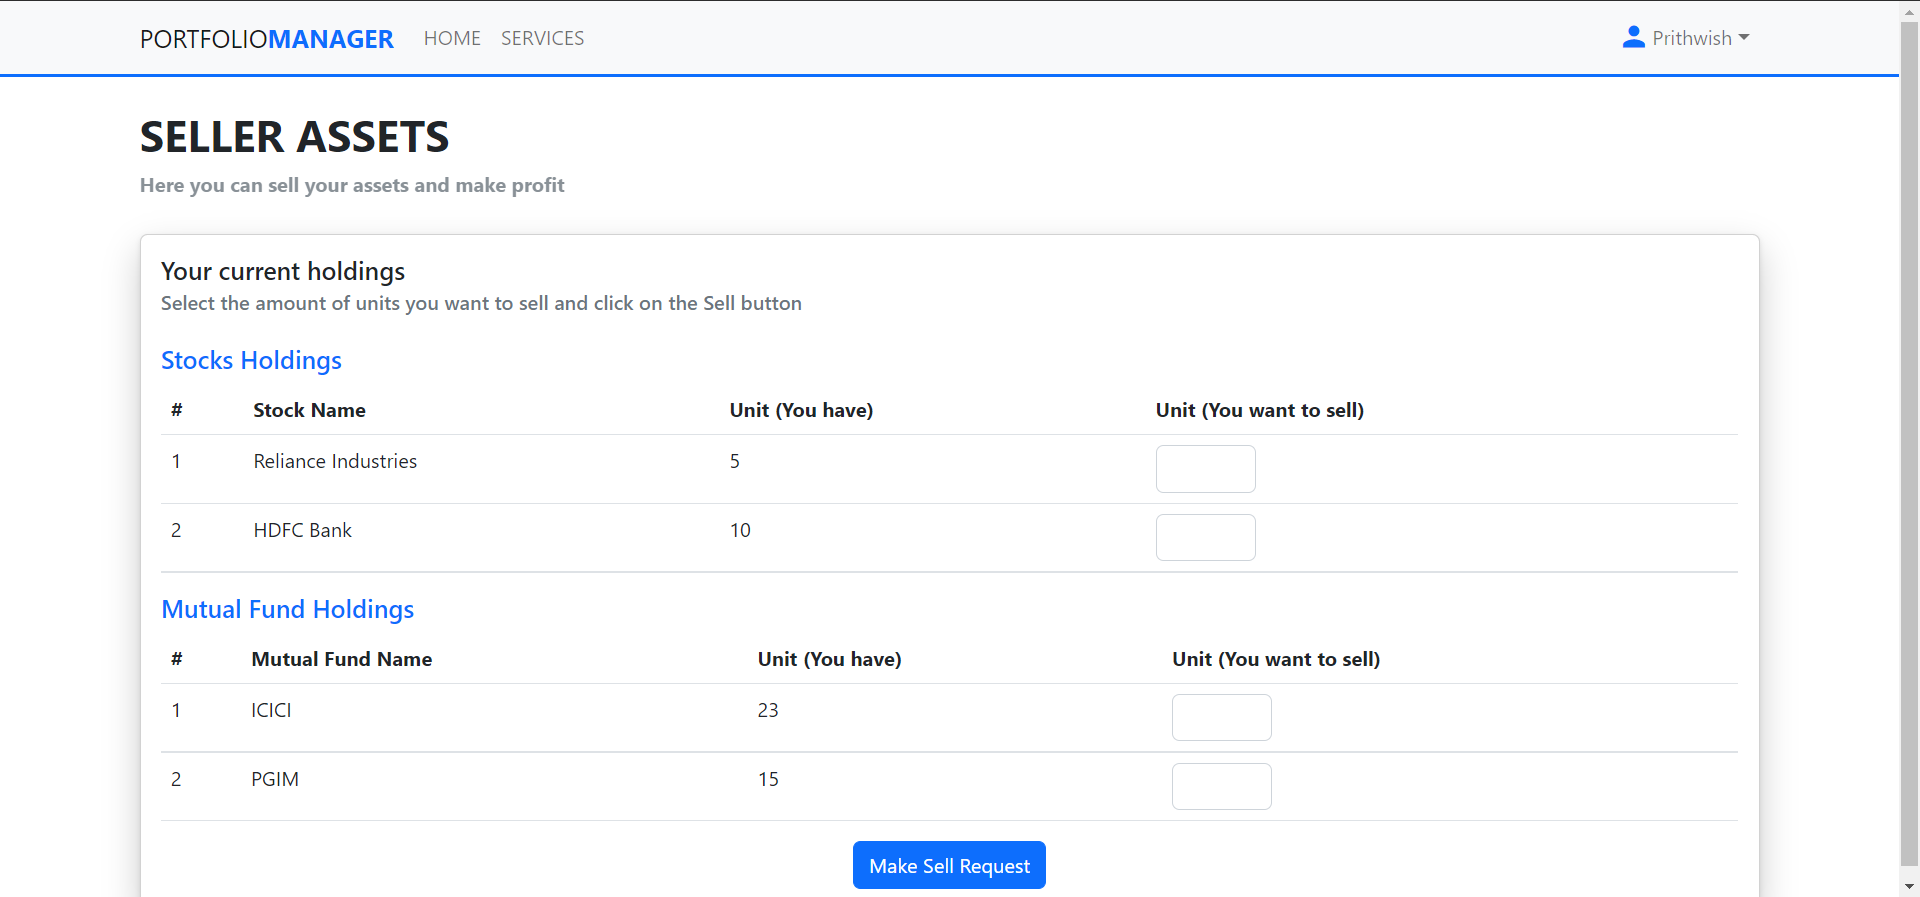 PORTFOLIOMANAGER HOME SERVICES Prithwish
SELLER ASSETS
Here you can sell your assets and make profit
Your current holdings
Select the amount of units you want to sell and click on the Sell button
Stocks Holdings
# Stock Name Unit (You have) Unit (You want to sell)
1 Reliance Industries 5
2 HDFC Bank 10
Mutual Fund Holdings
# Mutual Fund Name Unit (You have) Unit (You want to sell)
1 ICICI 23
2 PGIM 15
Make Sell Request